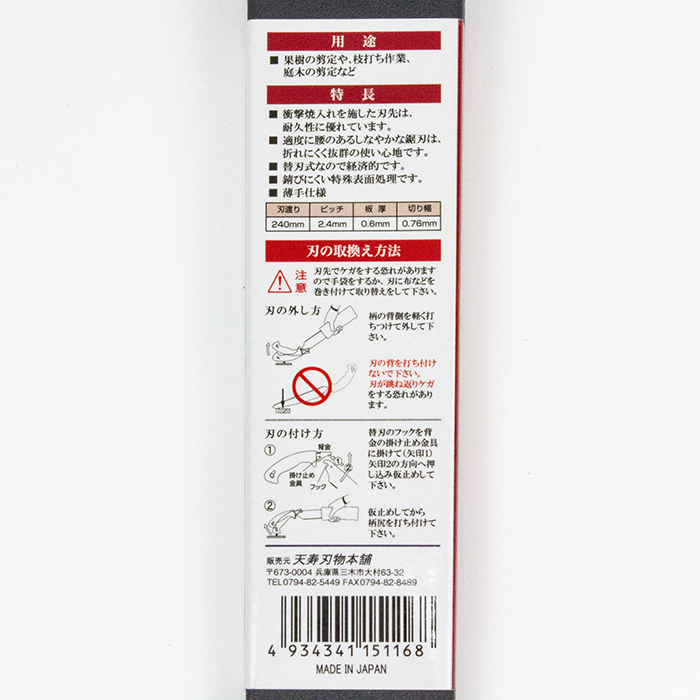 用途
■ 果樹の剪定や、枝打ち作業、
庭木の剪定など
特長
■ 衝撃焼入れを施した刃先は、
耐久性に優れています。
■ 適度に腰のあるしなやかな鋸刃は、
折れにくく抜群の使い心地です。
■ 替刃式なので経済的です。
■ 錆びにくい特殊表面処理です。
■ 薄手仕様
刃渡り ピッチ 板厚 切り幅
240mm 2.4mm 0.6mm 0.76mm
刃の取換え方法
注意
刃先でケガをする恐れがあります
ので手袋をするか、刃に布などを
巻き付けて取り替えをして下さい。
刃の外し方
柄の背側を軽く打
ちつけて外して下
さい。
刃の背を打ち付け
ないで下さい。
刃が跳ね返りケガ
をする恐れがあり
ます。
刃の付け方
① 背金
掛け止め
金具
フック
① ②
替刃のフックを背
金の掛け止め金具
に掛けて(矢印1)
矢印2の方向へ押
し込み仮止めして
下さい。
②
仮止めしてから
柄尻を打ち付けて
下さい。
販売元 天寿刃物本舗
〒673-0004 兵庫県三木市大村63-32
TEL 0794-82-5449 FAX 0794-82-8489
4 934341 151168
MADE IN JAPAN